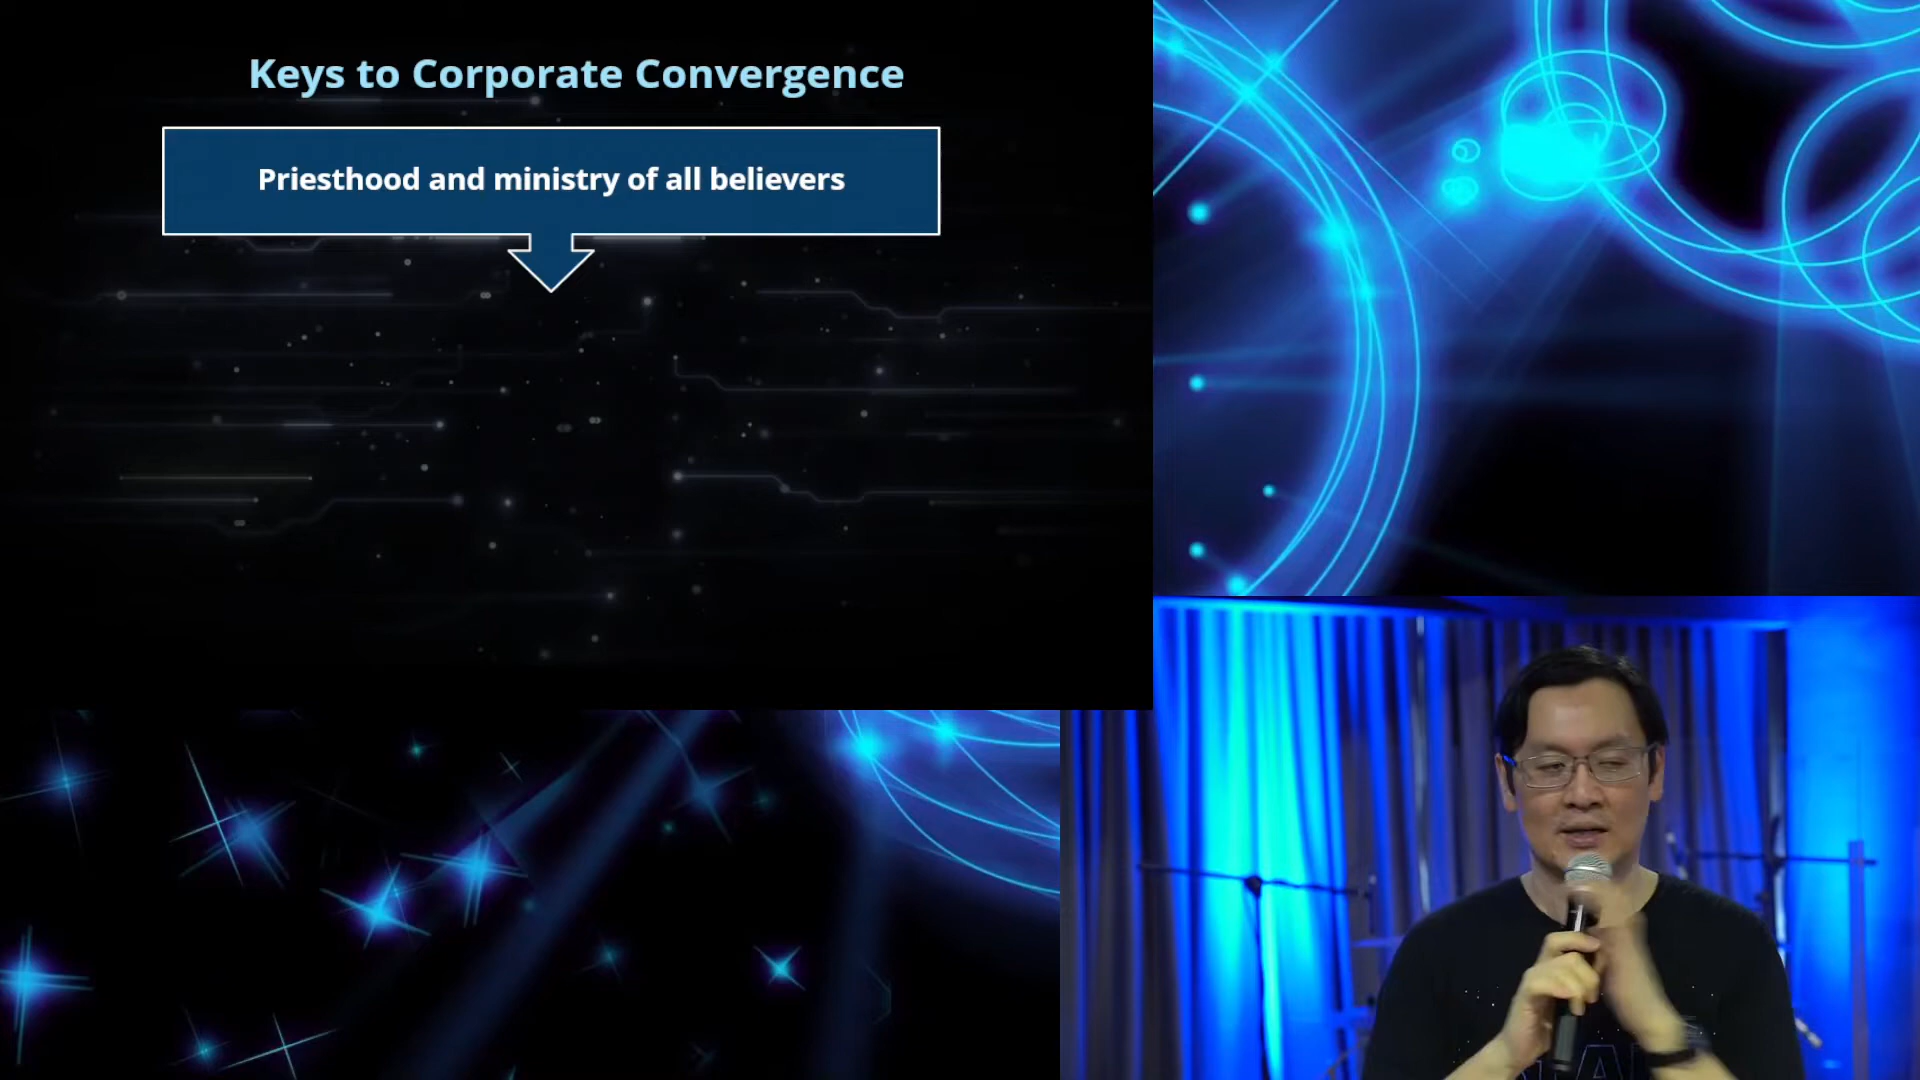 Keys to Corporate Convergence
Priesthood and ministry of all believers